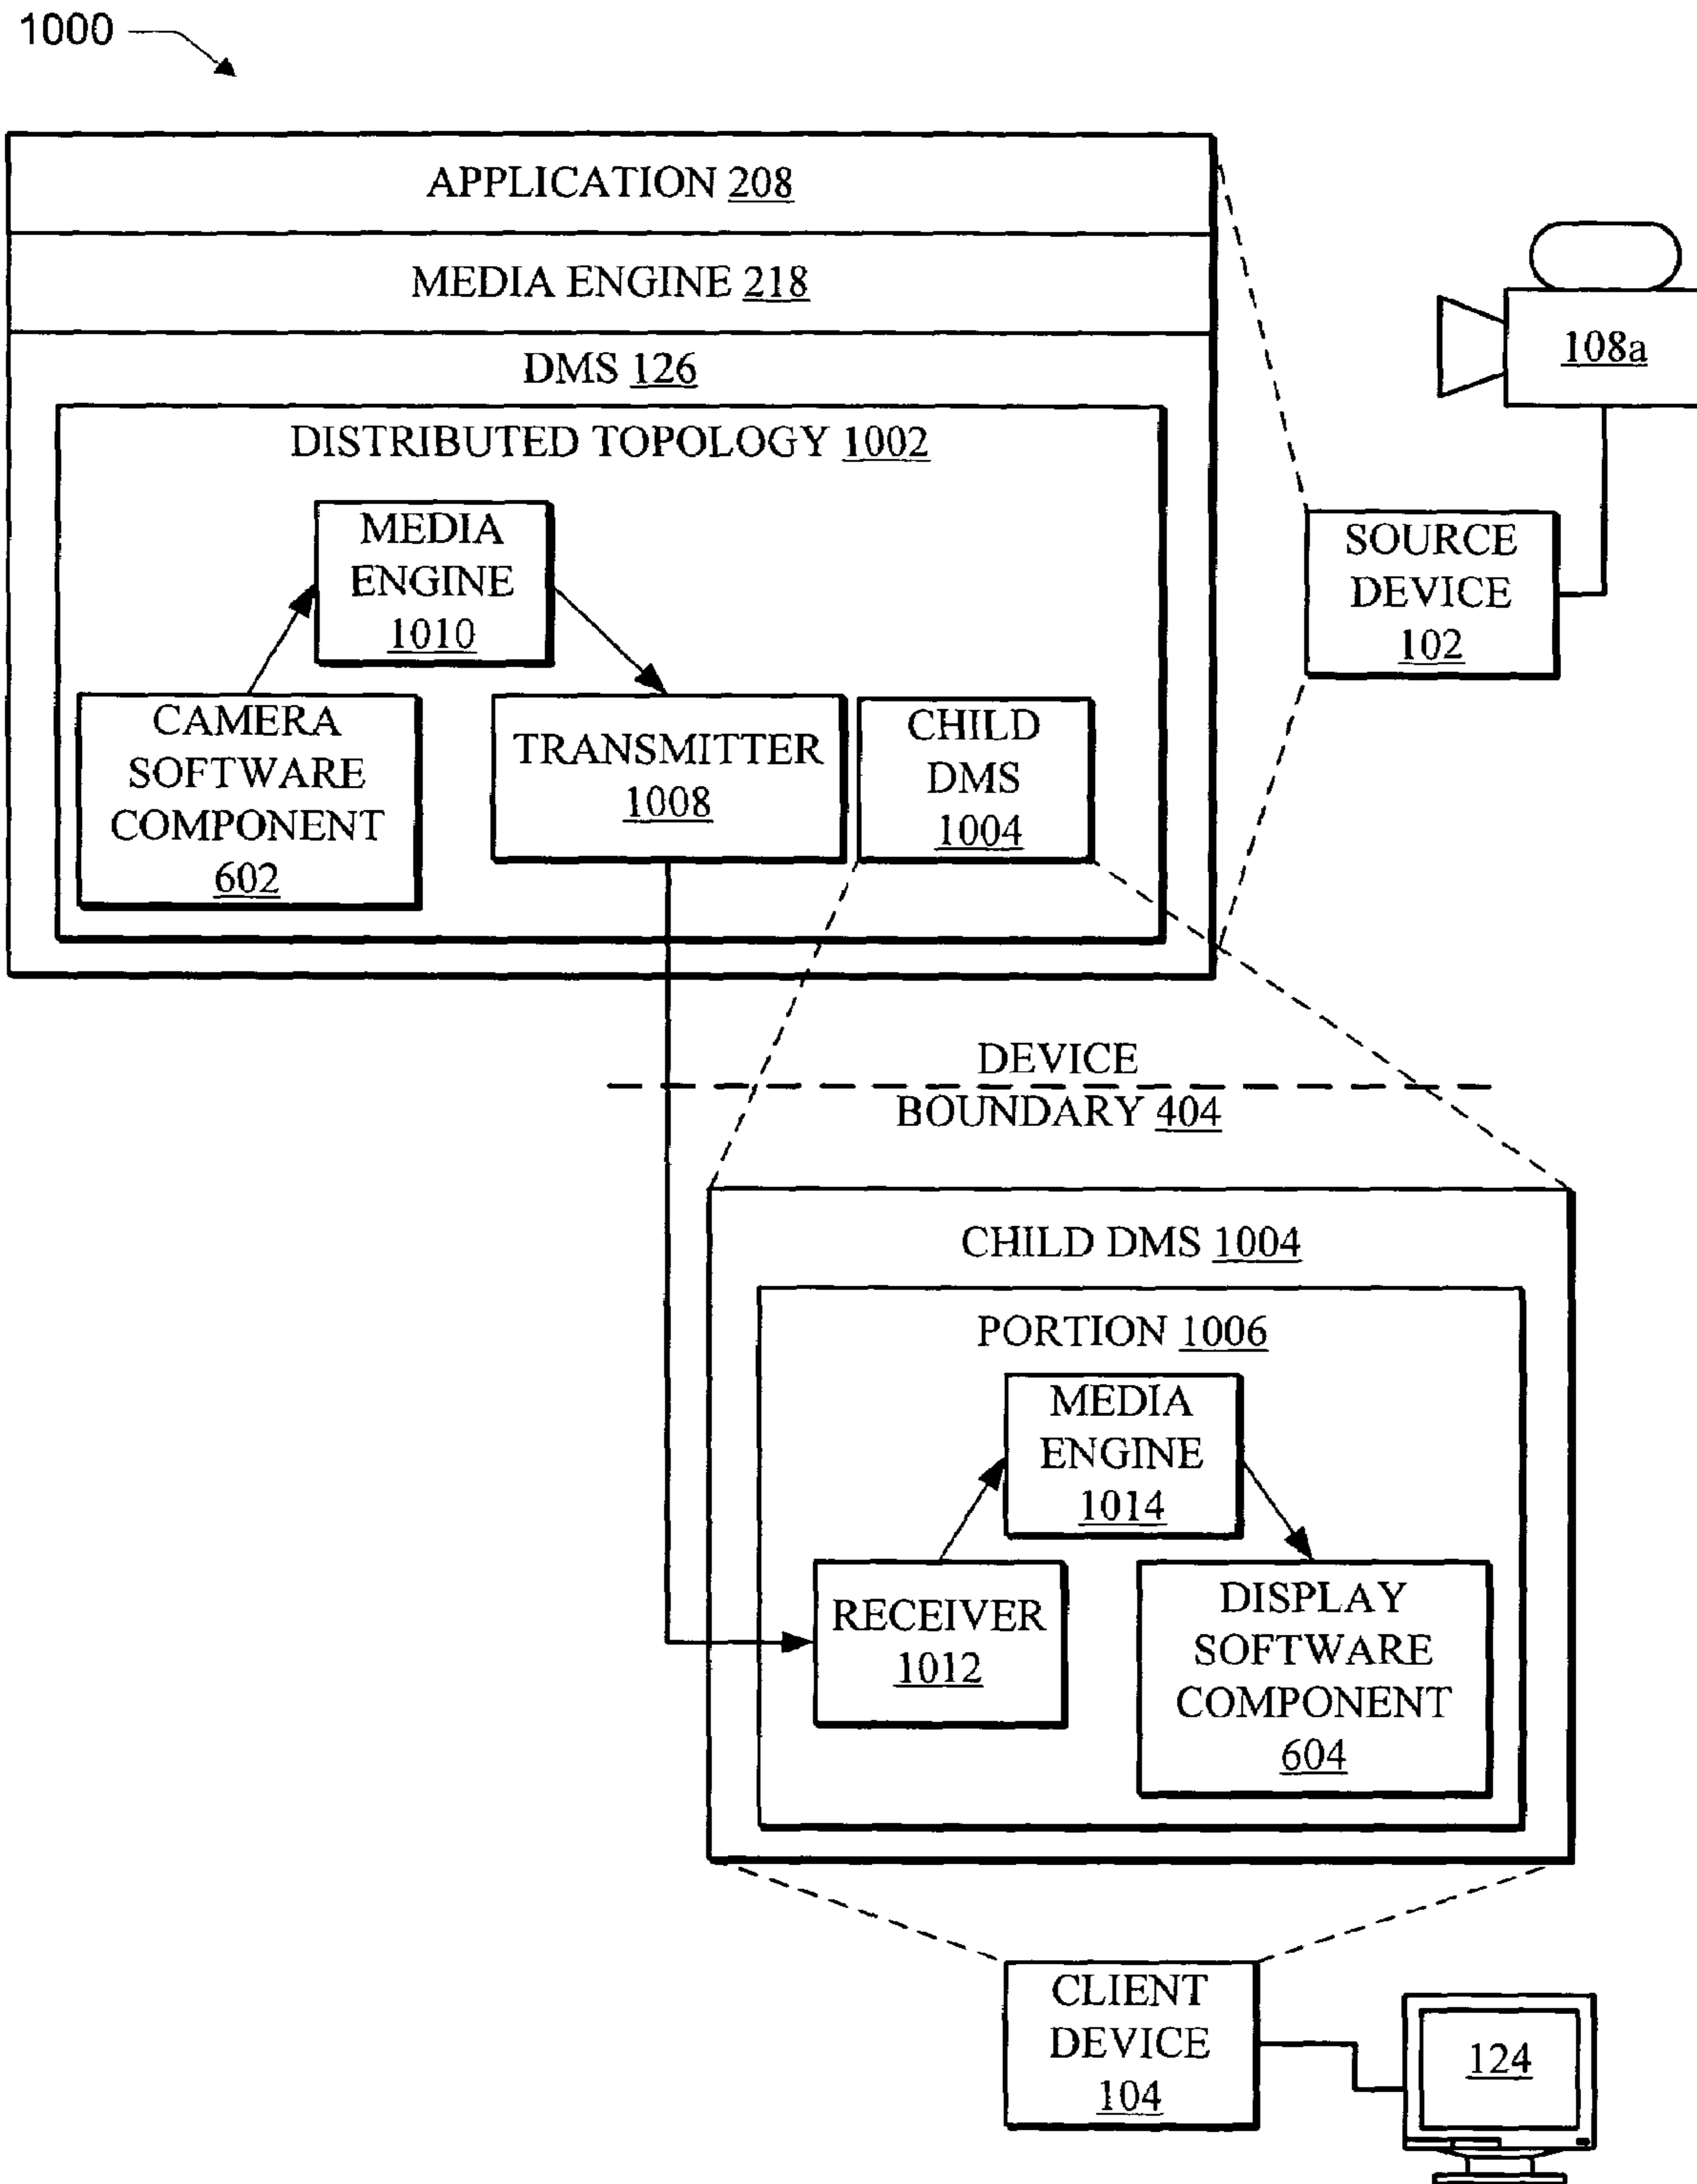 1000
APPLICATION 208
MEDIA ENGINE 218
DMS 126
DISTRIBUTED TOPOLOGY 1002
MEDIA
ENGINE
1010
CAMERA
SOFTWARE
COMPONENT
602
TRANSMITTER
1008
CHILD
DMS
1004
108a
SOURCE
DEVICE
102
DEVICE
BOUNDARY 404
CHILD DMS 1004
PORTION 1006
MEDIA
ENGINE
1014
RECEIVER
1012
DISPLAY
SOFTWARE
COMPONENT
604
CLIENT
DEVICE
104
124